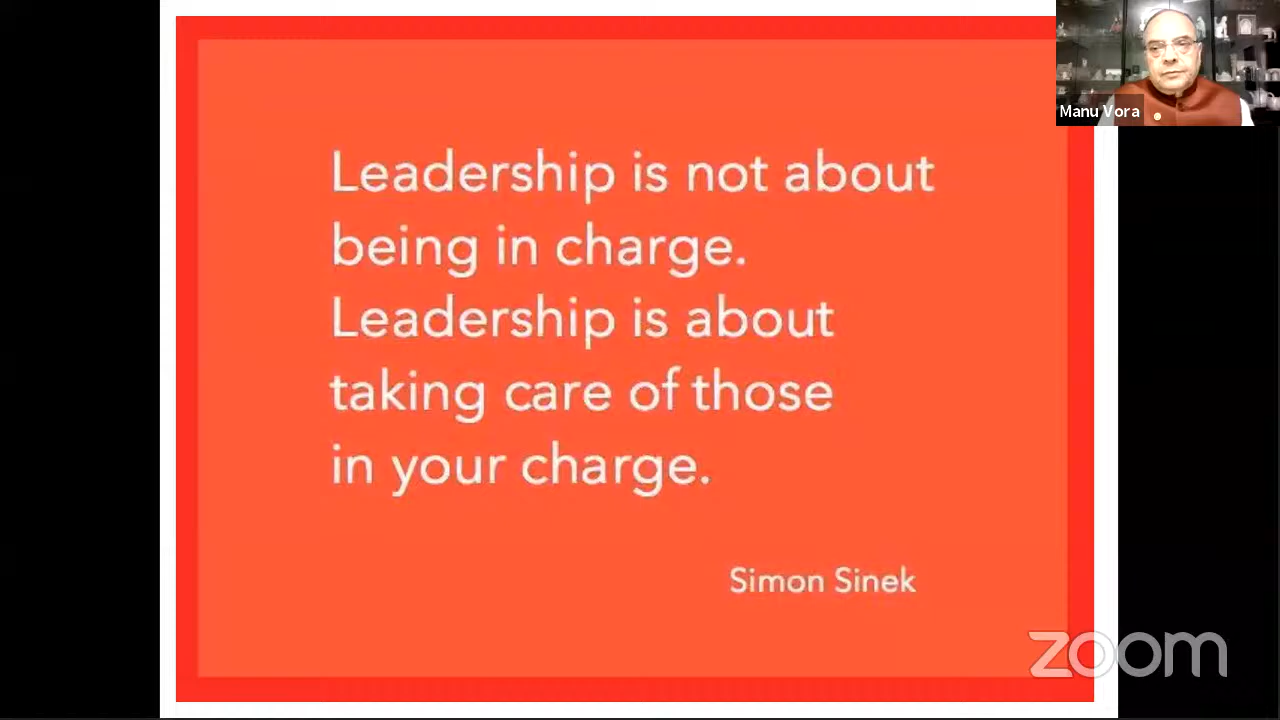 Manu Vora
Leadership is not about
being in charge.
Leadership is about
taking care of those
in your charge.
Simon Sinek
zoom